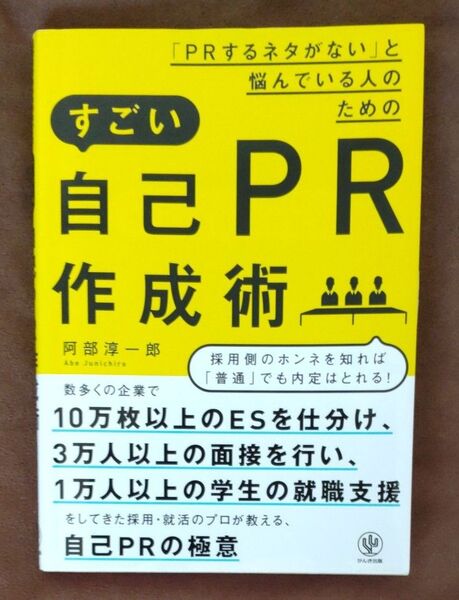 「PRするネタがない」と
悩んでいる人の
ための
すごい
自己PR
作成術
阿部淳一郎
Abe Junichiro
採用側のホンネを知れば
「普通」でも内定はとれる!
数多くの企業で
10万枚以上のESを仕分け、
3万人以上の面接を行い、
1万人以上の学生の就職支援
をしてきた採用・就活のプロが教える、
自己PRの極意
かんき出版